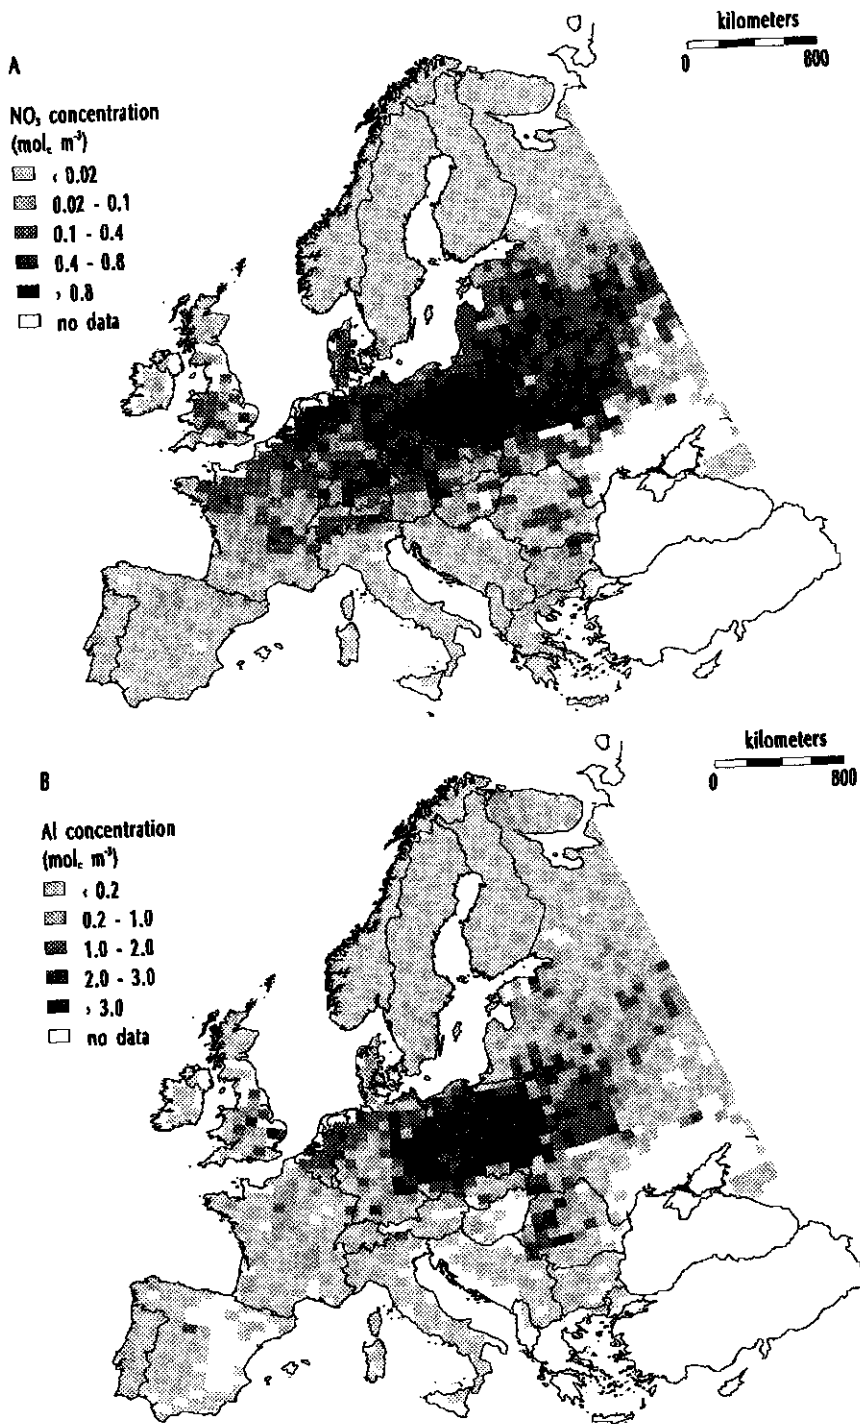 kilometers
0 800
A
NO₃ concentration
(mol꜀ m⁻³)
< 0.02
0.02 - 0.1
0.1 - 0.4
0.4 - 0.8
> 0.8
no data
kilometers
0 800
B
Al concentration
(mol꜀ m⁻³)
< 0.2
0.2 - 1.0
1.0 - 2.0
2.0 - 3.0
> 3.0
no data